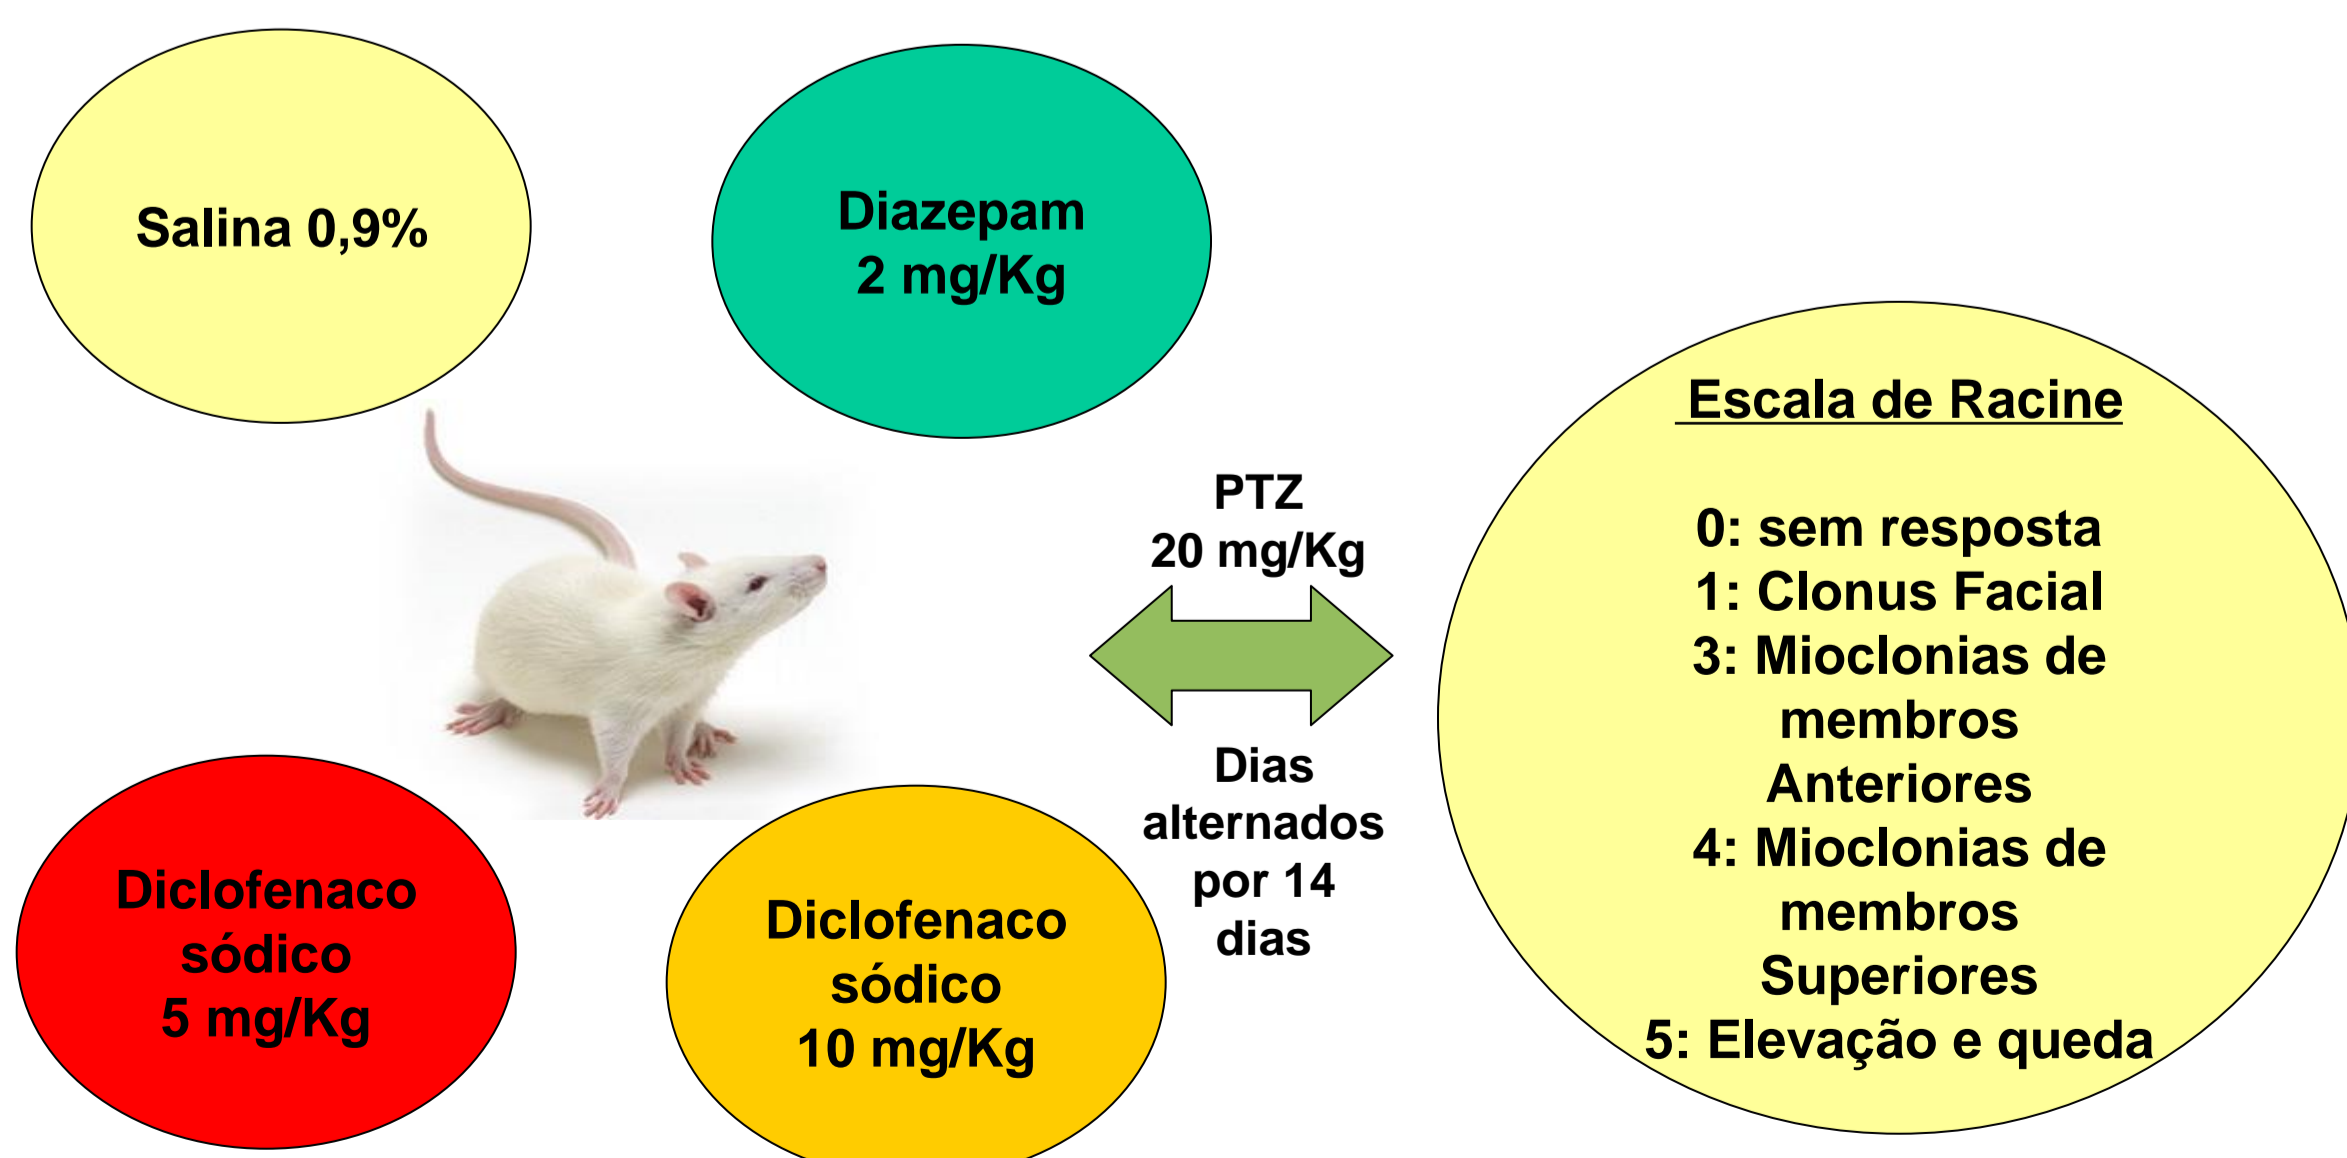 Salina 0,9%
Diazepam
2 mg/Kg
PTZ
20 mg/Kg
Dias
alternados
por 14
dias
Diclofenaco
sódico
5 mg/Kg
Diclofenaco
sódico
10 mg/Kg
Escala de Racine
0: sem resposta
1: Clonus Facial
3: Mioclonias de
membros
Anteriores
4: Mioclonias de
membros
Superiores
5: Elevação e queda